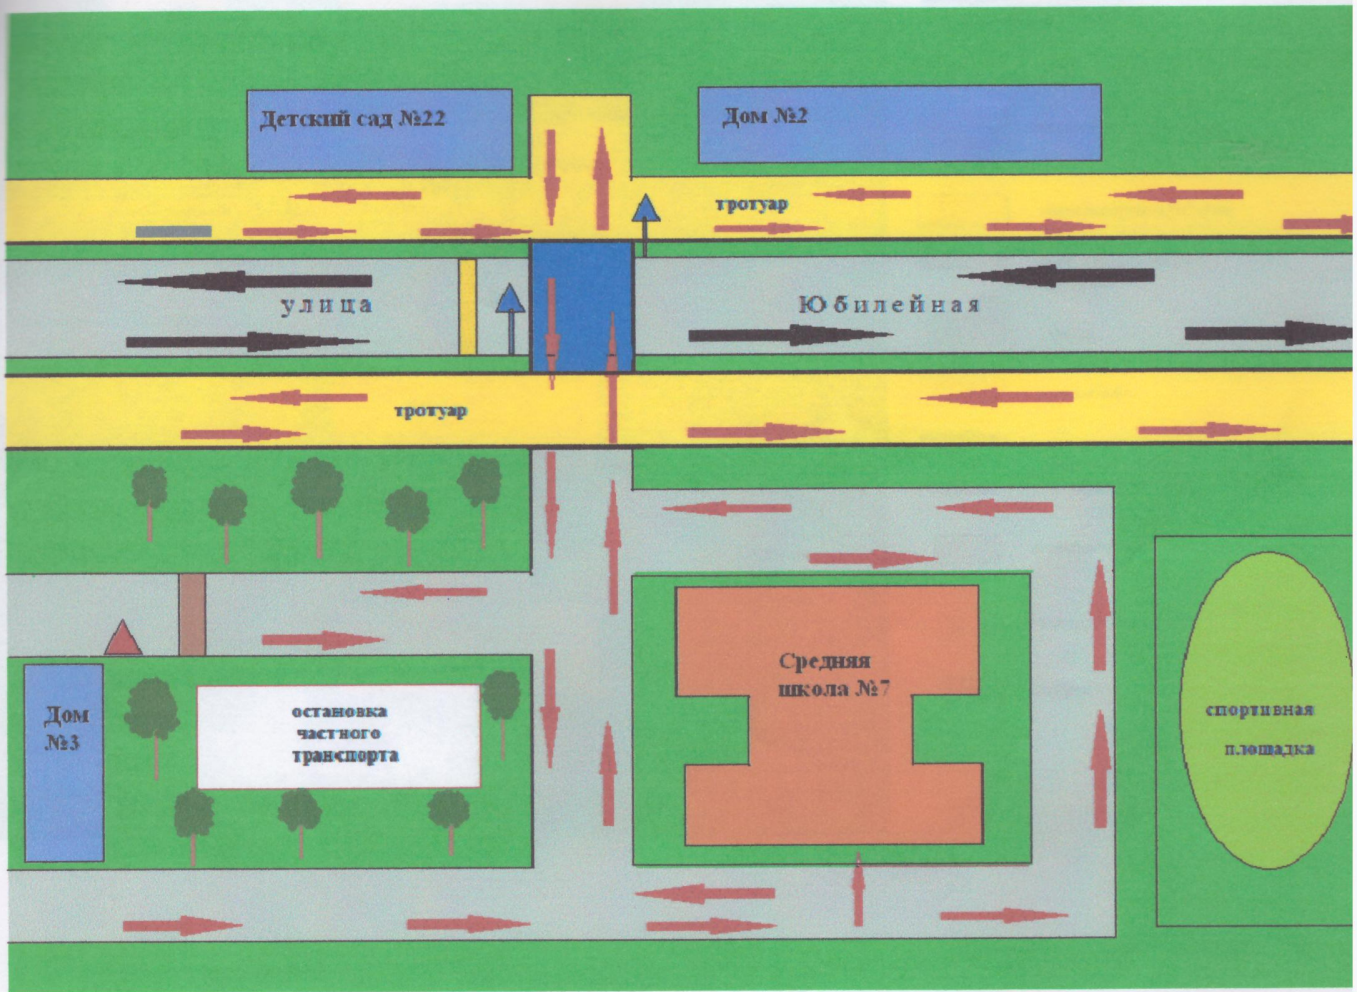 Детский сад №22
Дом №2
тротуар
улица
Юбилейная
тротуар
Средняя
школа №7
Дом
№3
остановка
частного
транспорта
спортивная
площадка